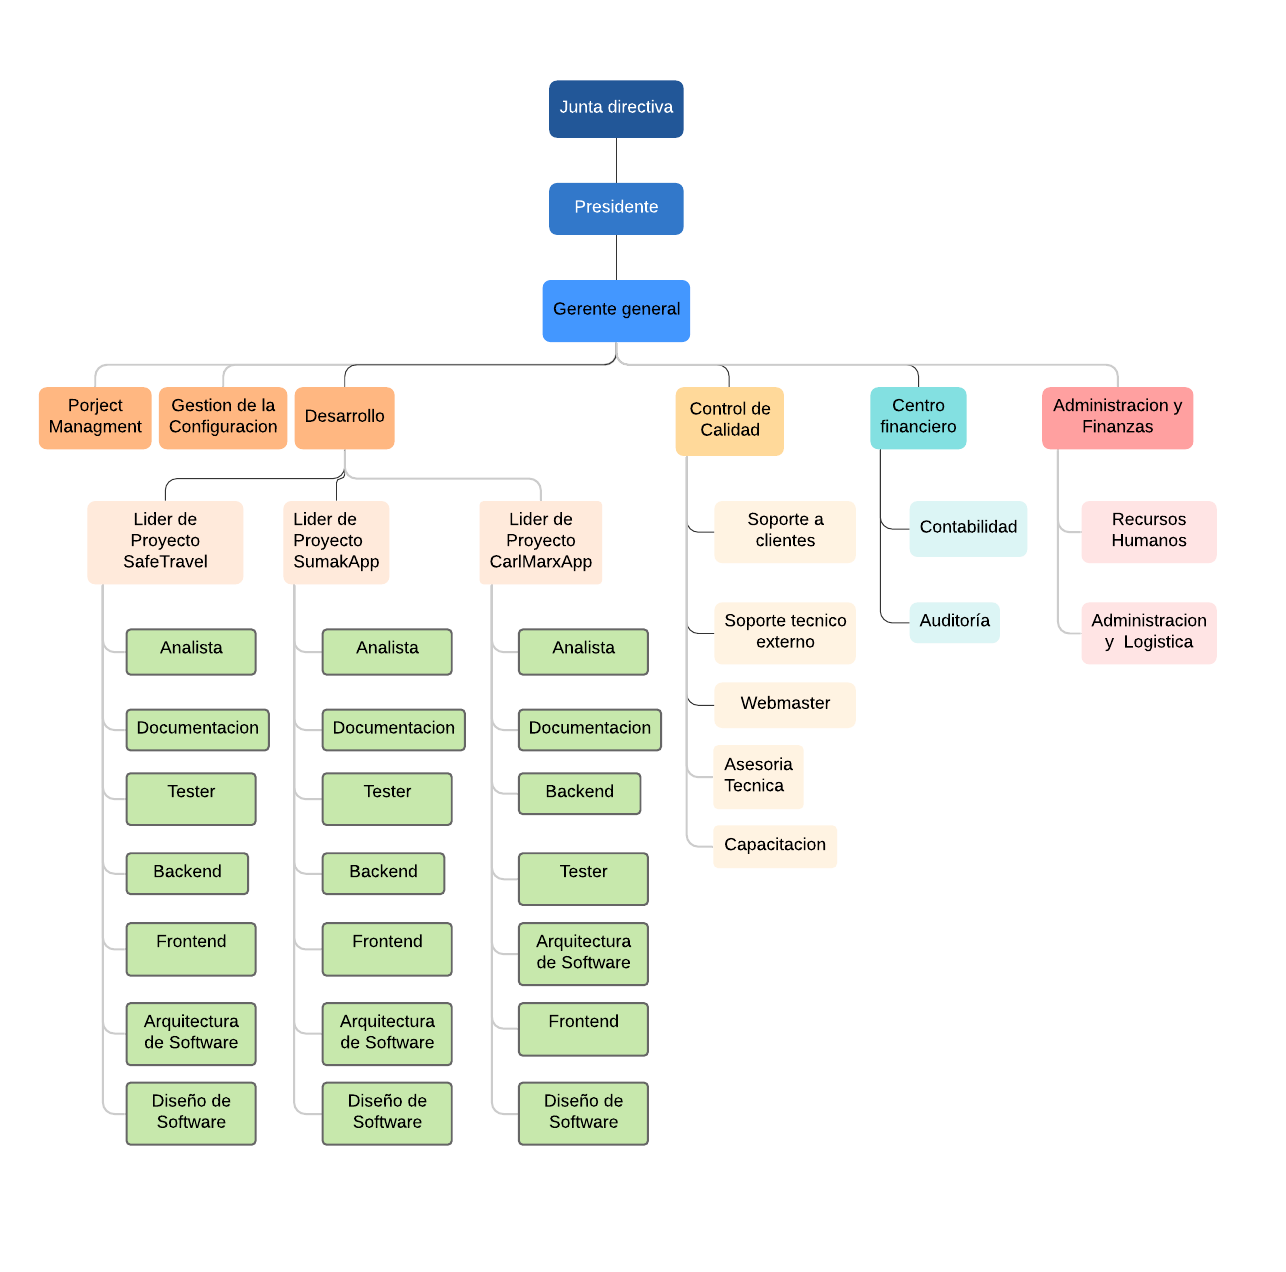 Junta directiva
Presidente
Gerente general
Porject
Managment
Gestion de la
Configuracion
Desarrollo
Control de
Calidad
Centro
financiero
Administracion y
Finanzas
Lider de
Proyecto
SafeTravel
Lider de
Proyecto
SumakApp
Lider de
Proyecto
CarlMarxApp
Analista
Documentacion
Tester
Backend
Frontend
Arquitectura
de Software
Diseño de
Software
Analista
Documentacion
Tester
Backend
Frontend
Arquitectura
de Software
Diseño de
Software
Analista
Documentacion
Backend
Tester
Arquitectura
de Software
Frontend
Diseño de
Software
Soporte a
clientes
Soporte tecnico
externo
Webmaster
Asesoria
Tecnica
Capacitacion
Contabilidad
Auditoría
Recursos
Humanos
Administracion
y  Logistica